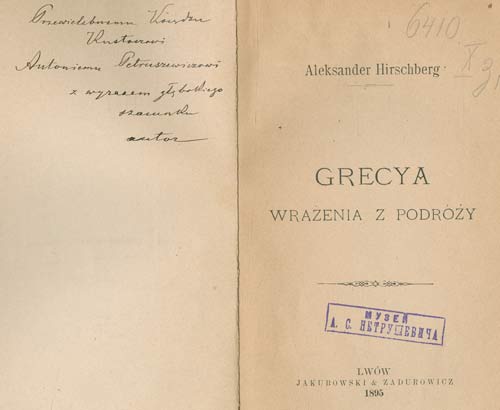 Przewielebnemu Księdzu
Kustoszowi
Antoniemu Petruszewiczowi
z wyrazem głębokiego
szacunku
autor
6410
X
Aleksander Hirschberg
GRECYA
WRAŻENIA Z PODRÓŻY
МУЗЕЙ
А. С. ПЕТРУШЕВИЧА
LWÓW
JAKUBOWSKI & ZADUROWICZ
1895